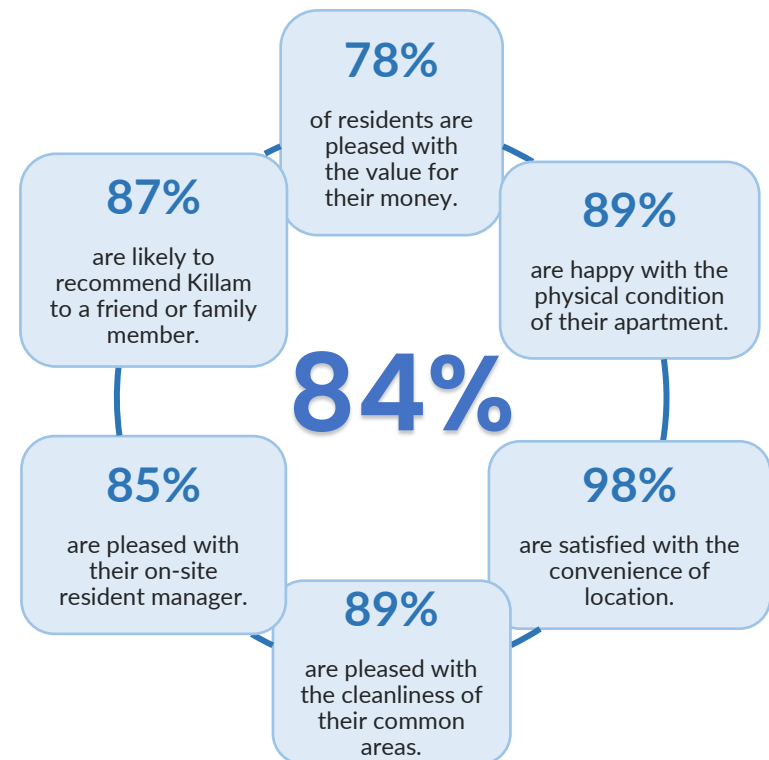 78%
of residents are
pleased with
the value for
their money.
89%
are happy with the
physical condition
of their apartment.
98%
are satisfied with the
convenience of
location.
89%
are pleased with
the cleanliness of
their common
areas.
85%
are pleased with
their on-site
resident manager.
87%
are likely to
recommend Killam
to a friend or family
member.
84%